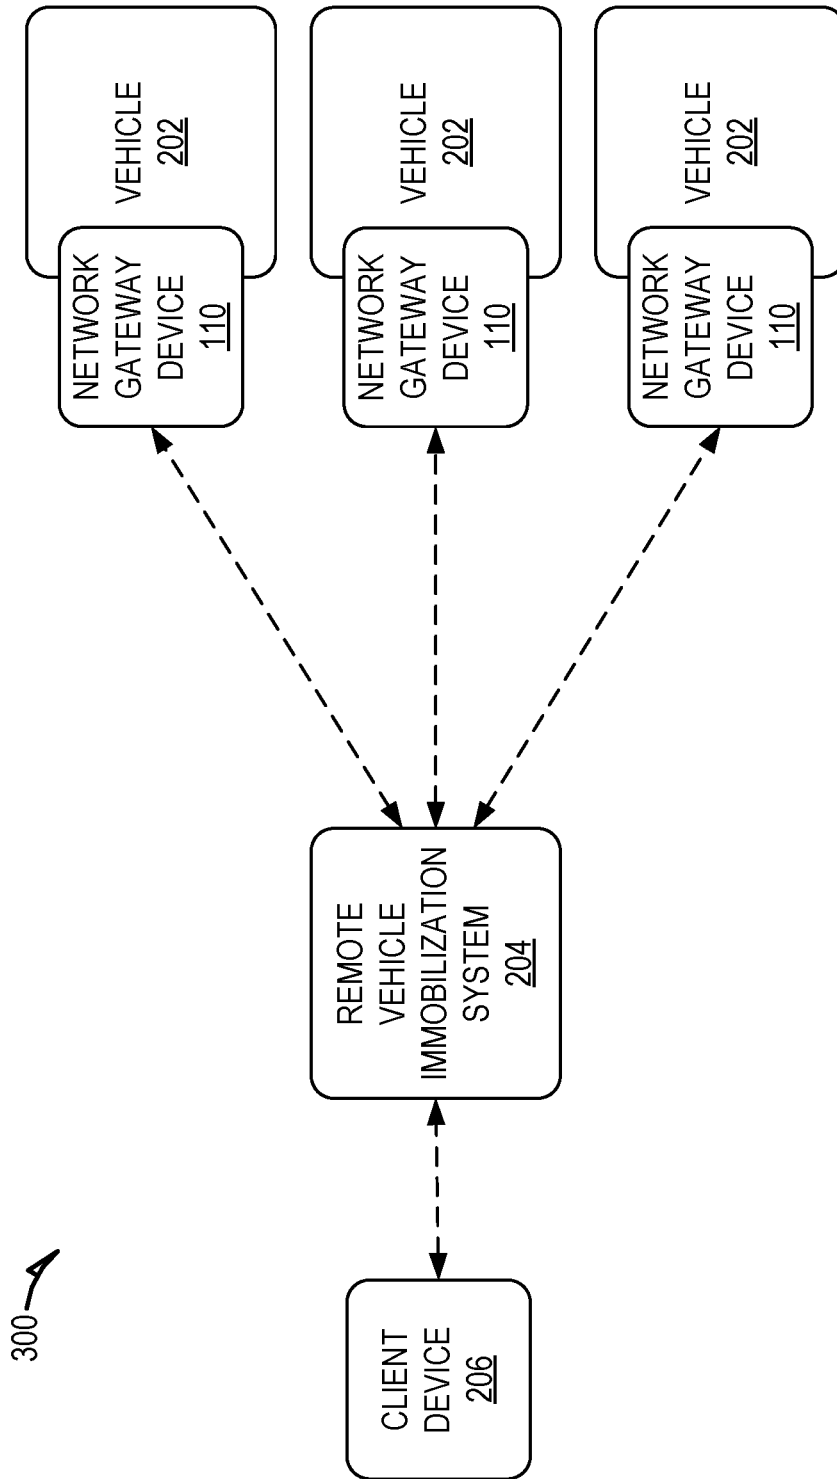 300
CLIENT
DEVICE
206
REMOTE
VEHICLE
IMMOBILIZATION
SYSTEM
204
NETWORK
GATEWAY
DEVICE
110
VEHICLE
202
NETWORK
GATEWAY
DEVICE
110
VEHICLE
202
NETWORK
GATEWAY
DEVICE
110
VEHICLE
202